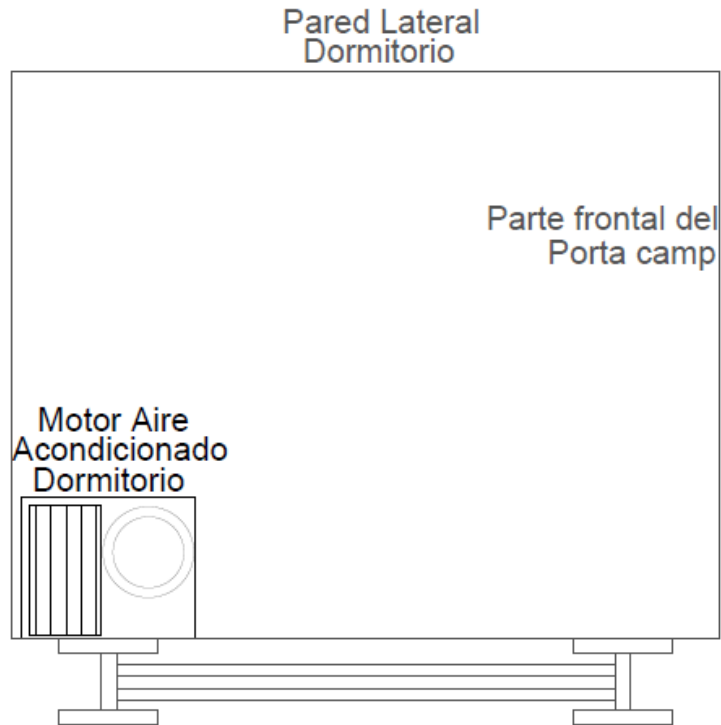 Pared Lateral
Dormitorio
Parte frontal del
Porta camp
Motor Aire
Acondicionado
Dormitorio